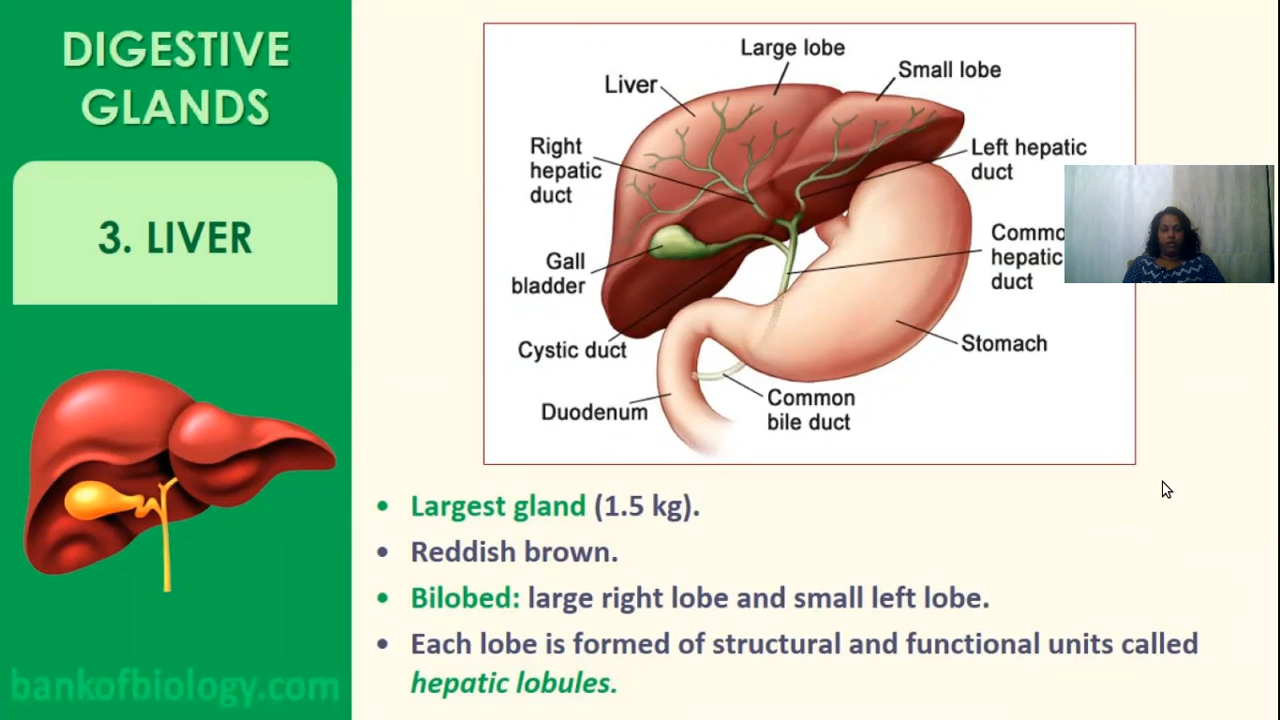 DIGESTIVE
GLANDS
3. LIVER
bankofbiology.com
Large lobe
Small lobe
Liver
Right
hepatic
duct
Left hepatic
duct
Gall
bladder
Commo
hepatic
duct
Cystic duct
Stomach
Duodenum
Common
bile duct
• Largest gland (1.5 kg).
• Reddish brown.
• Bilobed: large right lobe and small left lobe.
• Each lobe is formed of structural and functional units called
hepatic lobules.